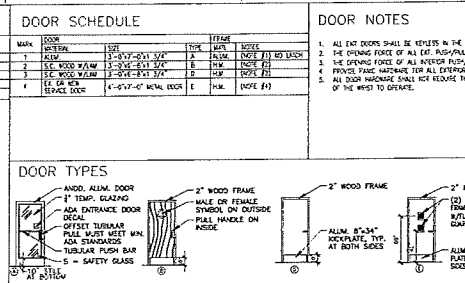 DOOR SCHEDULE
DOOR NOTES
MARK DOOR FRAME
MATERIAL SIZE TYPE MATL NOTES
1 ALUM. 3'-0"x7'-0"x1 3/4" A ALUM. (NOTE #1) NO LATCH
2 S.C. WOOD W/LAM 3'-0"x6'-8"x1 3/4" B H.M. (NOTE #2)
3 S.C. WOOD W/LAM 3'-0"x6'-8"x1 3/4" D H.M. (NOTE #2)
4 EX. OR NEW SERVICE DOOR 4'-0"x7'-0" METAL DOOR E H.M. (NOTE #4)
1. ALL EXIT DOORS SHALL BE KEYLESS IN THE
2. THE OPENING FORCE OF ALL EXT. PUSH/PULL
3. THE OPENING FORCE OF ALL INTERIOR PUSH/
4. PROVIDE PANIC HARDWARE FOR ALL EXTERIOR
5. ALL DOOR HARDWARE SHALL NOT REQUIRE
OF THE WRIST TO OPERATE.
DOOR TYPES
ANOD. ALUM. DOOR
TEMP. GLAZING
ADA ENTRANCE DOOR
DECAL
OFFSET TUBULAR
PULL MUST MEET MIN.
ADA STANDARDS
TUBULAR PUSH BAR
S = SAFETY GLASS
10" STILE
AT BOTTOM
A
2" WOOD FRAME
MALE OR FEMALE
SYMBOL ON OUTSIDE
PULL HANDLE ON
INSIDE
B
2" WOOD FRAME
ALUM. 8"x34"
KICKPLATE, TYP.
AT BOTH SIDES
D
2"
(2)
ALUM
PLATE
SIDES
E